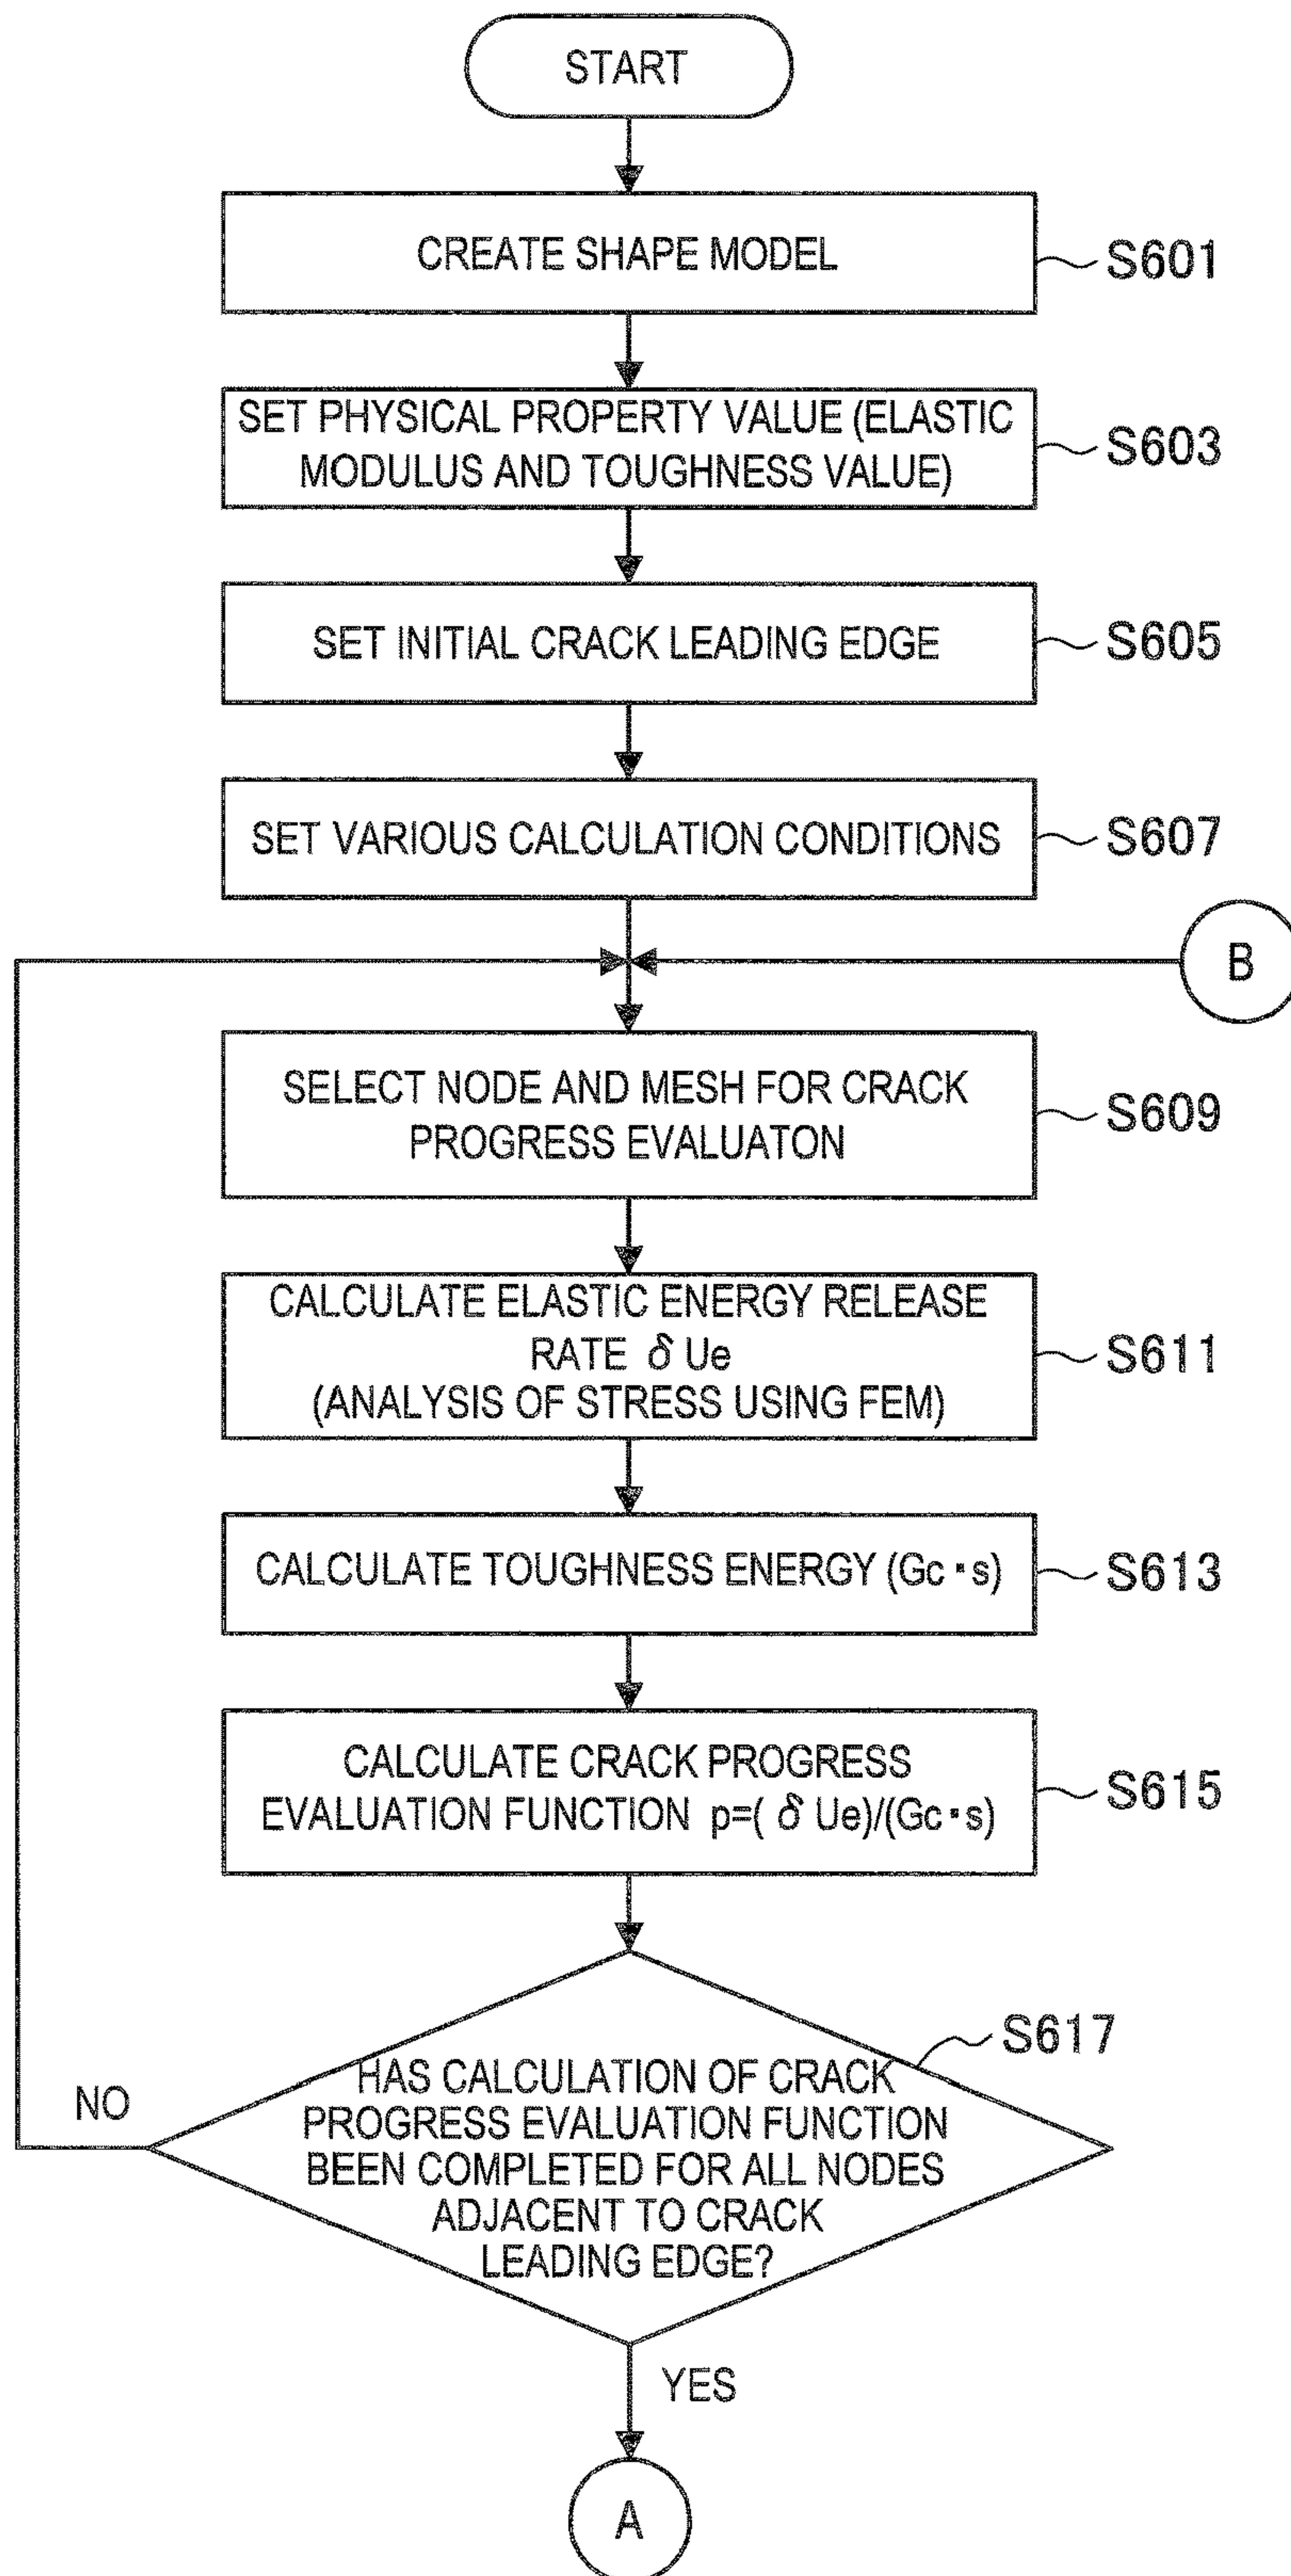 START
CREATE SHAPE MODEL
S601
SET PHYSICAL PROPERTY VALUE (ELASTIC
MODULUS AND TOUGHNESS VALUE)
S603
SET INITIAL CRACK LEADING EDGE
S605
SET VARIOUS CALCULATION CONDITIONS
S607
B
SELECT NODE AND MESH FOR CRACK
PROGRESS EVALUATON
S609
CALCULATE ELASTIC ENERGY RELEASE
RATE δ Ue
(ANALYSIS OF STRESS USING FEM)
S611
CALCULATE TOUGHNESS ENERGY (Gc▪s)
S613
CALCULATE CRACK PROGRESS
EVALUATION FUNCTION p=( δ Ue)/(Gc▪s)
S615
S617
HAS CALCULATION OF CRACK
PROGRESS EVALUATION FUNCTION
BEEN COMPLETED FOR ALL NODES
ADJACENT TO CRACK
LEADING EDGE?
NO
YES
A